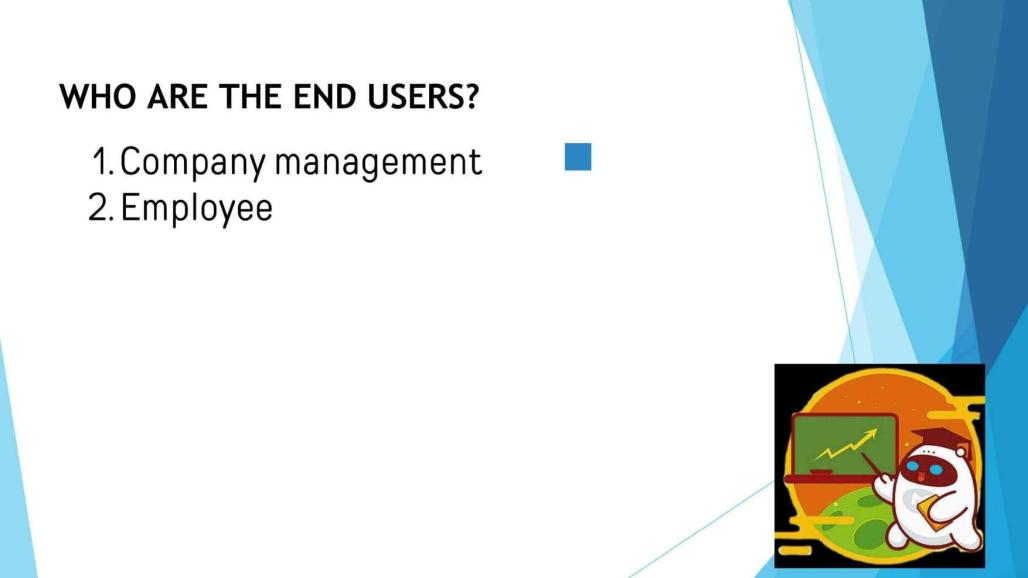 WHO ARE THE END USERS?
1. Company management
2. Employee